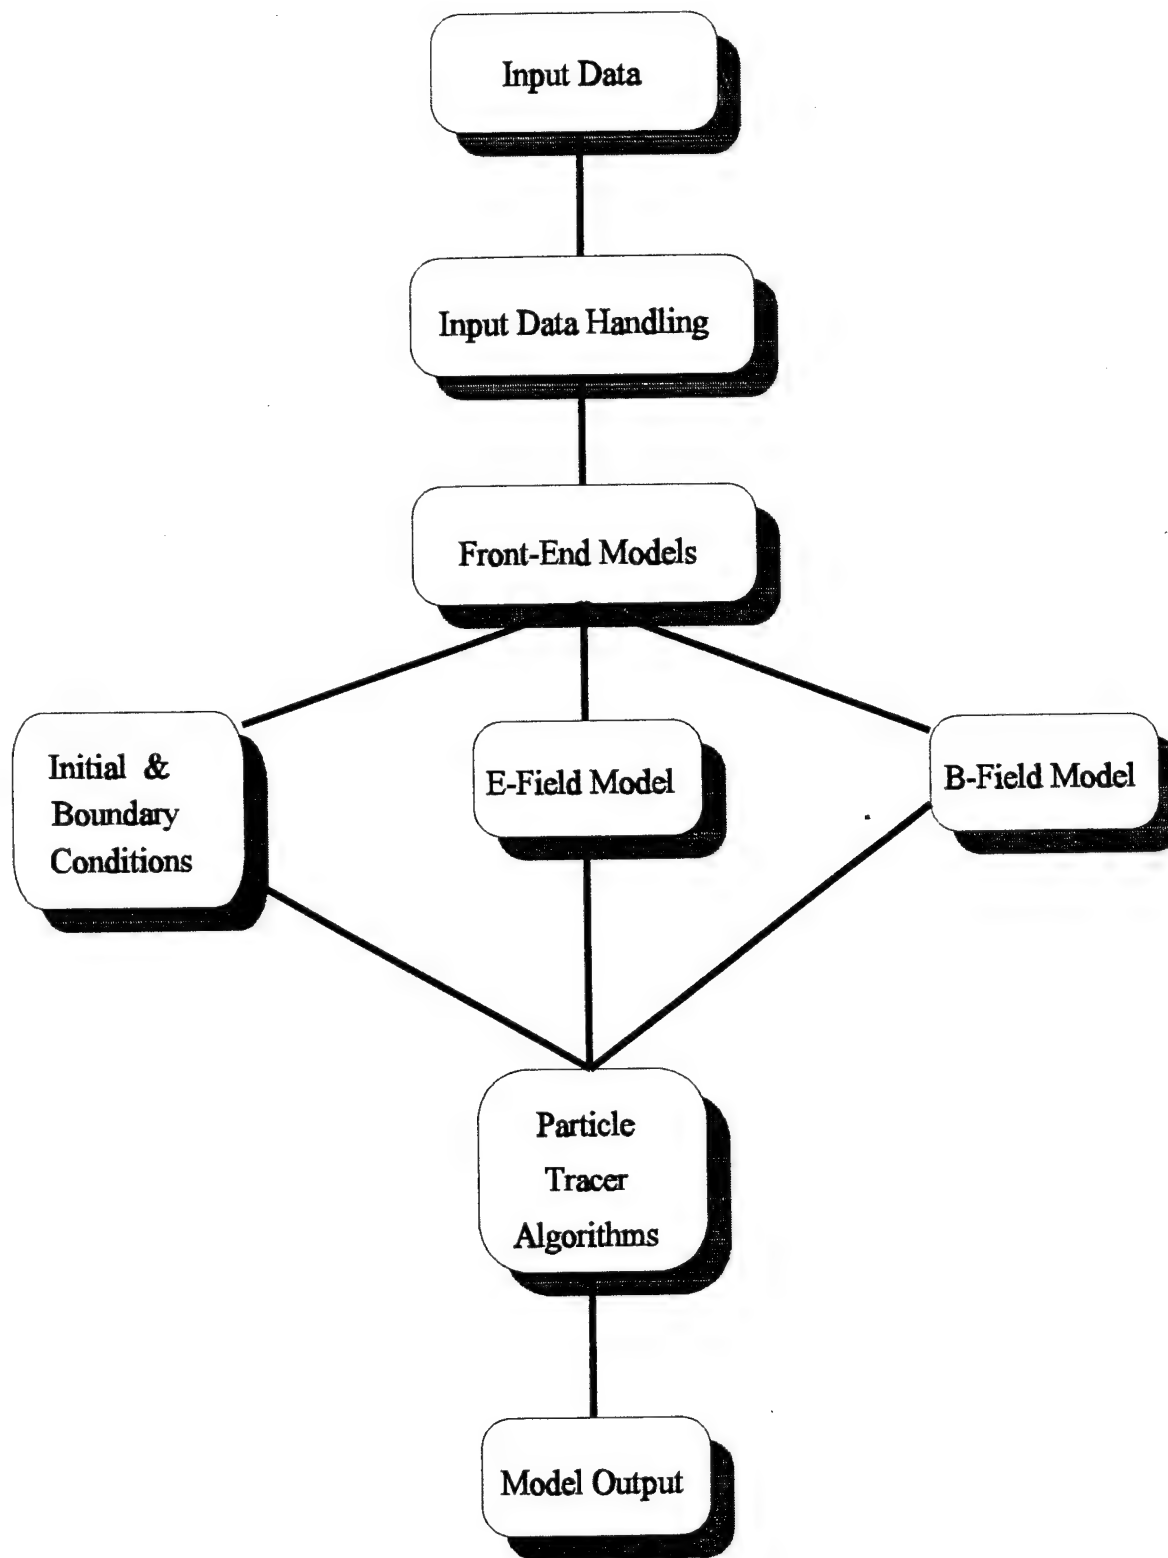 Input Data
Input Data Handling
Front-End Models
Initial &
Boundary
Conditions
E-Field Model
B-Field Model
Particle
Tracer
Algorithms
Model Output